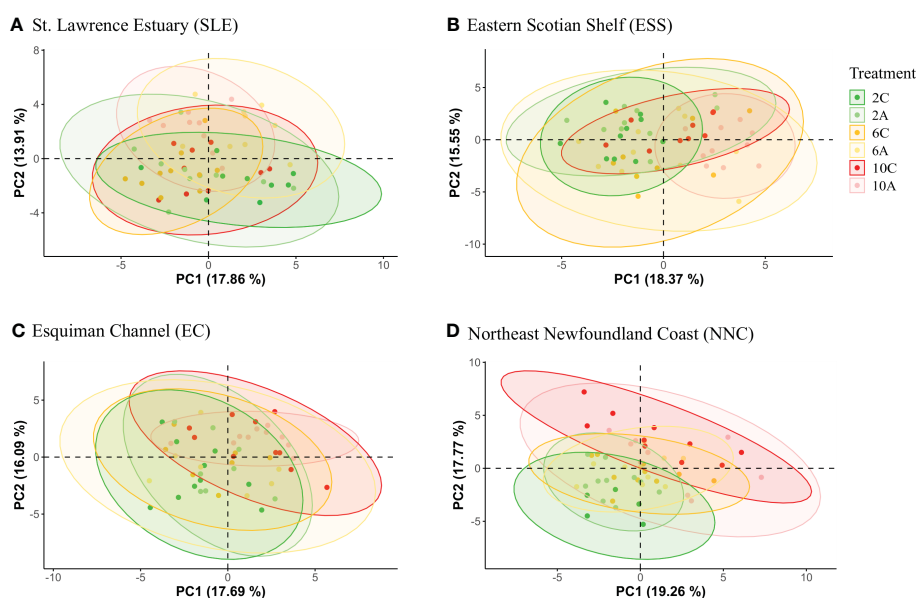 A St. Lawrence Estuary (SLE)
8
4
0
-4
PC2 (13.91 %)
-5
0
5
10
PC1 (17.86 %)
B Eastern Scotian Shelf (ESS)
5
0
-5
-10
PC2 (15.55 %)
-5
0
5
PC1 (18.37 %)
Treatment
2C
2A
6C
6A
10C
10A
C Esquiman Channel (EC)
5
0
-5
PC2 (16.09 %)
-10
-5
0
5
PC1 (17.69 %)
D Northeast Newfoundland Coast (NNC)
10
5
0
-5
PC2 (17.77 %)
-5
0
5
10
PC1 (19.26 %)